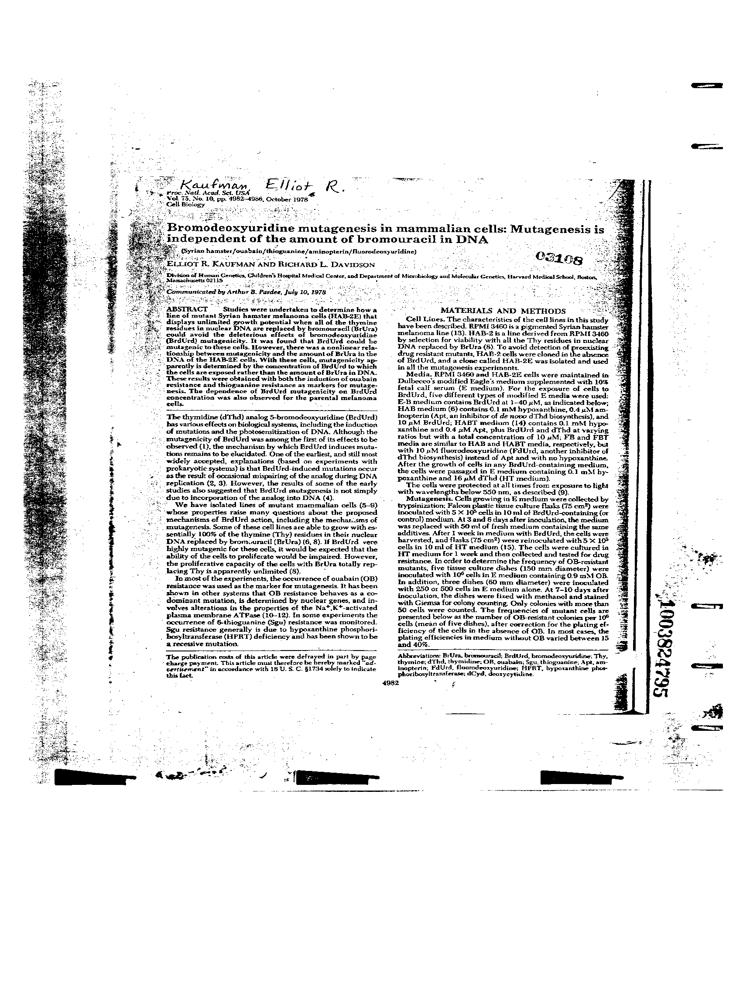 Kaufman, Elliot R.
Proc. Natl. Acad. Sci. USA
Vol. 75, No. 10, pp. 4982-4986, October 1978
Cell Biology
Bromodeoxyuridine mutagenesis in mammalian cells: Mutagenesis is
independent of the amount of bromouracil in DNA
(Syrian hamster/ouabain/thioguanine/aminopterin/fluorodeoxyuridine)
03108
ELLIOT R. KAUFMAN AND RICHARD L. DAVIDSON
Division of Human Genetics, Children's Hospital Medical Center, and Department of Microbiology and Molecular Genetics, Harvard Medical School, Boston,
Massachusetts 02115
Communicated by Arthur B. Pardee, July 10, 1978
ABSTRACT Studies were undertaken to determine how a
line of mutant Syrian hamster melanoma cells (HAB-2E) that
displays unlimited growth potential when all of the thymine
residues in nuclear DNA are replaced by bromouracil (BrUra)
could avoid the deleterious effects of bromodeoxyuridine
(BrdUrd) mutagenicity. It was found that BrdUrd could be
mutagenic to these cells. However, there was a nonlinear rela-
tionship between mutagenicity and the amount of BrUra in the
DNA of the HAB-2E cells. With these cells, mutagenicity ap-
parently is determined by the concentration of BrdUrd to which
the cells are exposed rather than the amount of BrUra in DNA.
These results were obtained with both the induction of ouabain
resistance and thioguanine resistance as markers for mutage-
nesis. The dependence of BrdUrd mutagenicity on BrdUrd
concentration was also observed for the parental melanoma
cells.
The thymidine (dThd) analog 5-bromodeoxyuridine (BrdUrd)
has various effects on biological systems, including the induction
of mutations and the photosensitization of DNA. Although the
mutagenicity of BrdUrd was among the first of its effects to be
observed (1), the mechanism by which BrdUrd induces muta-
tions remains to be elucidated. One of the earliest, and still most
widely accepted, explanations (based on experiments with
prokaryotic systems) is that BrdUrd-induced mutations occur
as the result of occasional mispairing of the analog during DNA
replication (2, 3). However, the results of some of the early
studies also suggested that BrdUrd mutagenesis is not simply
due to incorporation of the analog into DNA (4).
We have isolated lines of mutant mammalian cells (5-9)
whose properties raise many questions about the proposed
mechanisms of BrdUrd action, including the mechanisms of
mutagenesis. Some of these cell lines are able to grow with es-
sentially 100% of the thymine (Thy) residues in their nuclear
DNA replaced by bromouracil (BrUra) (6, 8). If BrdUrd were
highly mutagenic for these cells, it would be expected that the
ability of the cells to proliferate would be impaired. However,
the proliferative capacity of the cells with BrUra totally rep-
lacing Thy is apparently unlimited (8).
In most of the experiments, the occurrence of ouabain (OB)
resistance was used as the marker for mutagenesis. It has been
shown in other systems that OB resistance behaves as a co-
dominant mutation, is determined by nuclear genes, and in-
volves alterations in the properties of the Na⁺,K⁺-activated
plasma membrane ATPase (10-12). In some experiments the
occurrence of 6-thioguanine (Sgu) resistance was monitored.
Sgu resistance generally is due to hypoxanthine phosphori-
bosyltransferase (HPRT) deficiency and has been shown to be
a recessive mutation.
The publication costs of this article were defrayed in part by page
charge payment. This article must therefore be hereby marked "ad-
vertisement" in accordance with 18 U. S. C. §1734 solely to indicate
this fact.
MATERIALS AND METHODS
Cell Lines. The characteristics of the cell lines in this study
have been described. RPMI 3460 is a pigmented Syrian hamster
melanoma line (13). HAB-2 is a line derived from RPMI 3460
by selection for viability with all the Thy residues in nuclear
DNA replaced by BrUra (8). To avoid detection of preexisting
drug resistant mutants, HAB-2 cells were cloned in the absence
of BrdUrd, and a clone called HAB-2E was isolated and used
in all the mutagenesis experiments.
Media. RPMI 3460 and HAB-2E cells were maintained in
Dulbecco's modified Eagle's medium supplemented with 10%
fetal calf serum (E medium). For the exposure of cells to
BrdUrd, five different types of modified E media were used:
E-B medium contains BrdUrd at 1-40 μM, as indicated below;
HAB medium (6) contains 0.1 mM hypoxanthine, 0.4 μM am-
inopterin (Apt, an inhibitor of de novo dThd biosynthesis), and
10 μM BrdUrd; HABT medium (14) contains 0.1 mM hypo-
xanthine and 0.4 μM Apt, plus BrdUrd and dThd at varying
ratios but with a total concentration of 10 μM; FB and FBT
media are similar to HAB and HABT media, respectively, but
with 10 μM fluorodeoxyuridine (FdUrd, another inhibitor of
dThd biosynthesis) instead of Apt and with no hypoxanthine.
After the growth of cells in any BrdUrd-containing medium,
the cells were passaged in E medium containing 0.1 mM hy-
poxanthine and 16 μM dThd (HT medium).
The cells were protected at all times from exposure to light
with wavelengths below 550 nm, as described (9).
Mutagenesis. Cells growing in E medium were collected by
trypsinization; Falcon plastic tissue culture flasks (75 cm²) were
inoculated with 5 × 10⁵ cells in 10 ml of BrdUrd-containing (or
control) medium. At 3 and 6 days after inoculation, the medium
was replaced with 50 ml of fresh medium containing the same
additives. After 1 week in medium with BrdUrd, the cells were
harvested, and flasks (75 cm²) were reinoculated with 5 × 10⁵
cells in 10 ml of HT medium (15). The cells were cultured in
HT medium for 1 week and then collected and tested for drug
resistance. In order to determine the frequency of OB-resistant
mutants, five tissue culture dishes (150 mm diameter) were
inoculated with 10⁶ cells in E medium containing 0.9 mM OB.
In addition, three dishes (60 mm diameter) were inoculated
with 250 or 500 cells in E medium alone. At 7-10 days after
inoculation, the dishes were fixed with methanol and stained
with Giemsa for colony counting. Only colonies with more than
50 cells were counted. The frequencies of mutant cells are
presented below as the number of OB-resistant colonies per 10⁶
cells (mean of five dishes), after correction for the plating ef-
ficiency of the cells in the absence of OB. In most cases, the
plating efficiencies in medium without OB varied between 15
and 40%.
Abbreviations: BrUra, bromouracil; BrdUrd, bromodeoxyuridine; Thy,
thymine; dThd, thymidine; OB, ouabain; Sgu, thioguanine; Apt, am-
inopterin; FdUrd, fluorodeoxyuridine; HPRT, hypoxanthine phos-
phoribosyltransferase; dCyd, deoxycytidine.
4982
1003824795